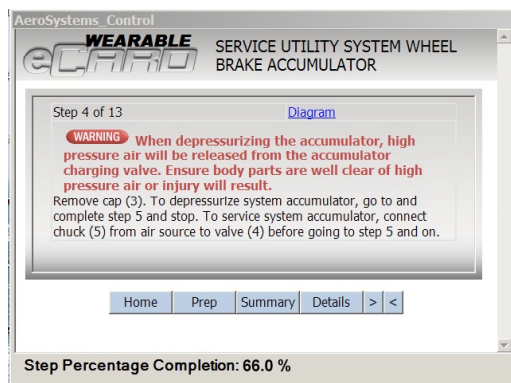 AeroSystems_Control
WEARABLE
eCARD
SERVICE UTILITY SYSTEM WHEEL
BRAKE ACCUMULATOR
Step 4 of 13
Diagram
WARNING When depressurizing the accumulator, high
pressure air will be released from the accumulator
charging valve. Ensure body parts are well clear of high
pressure air or injury will result.
Remove cap (3). To depressurize system accumulator, go to and
complete step 5 and stop. To service system accumulator, connect
chuck (5) from air source to valve (4) before going to step 5 and on.
Home Prep Summary Details > <
Step Percentage Completion: 66.0 %